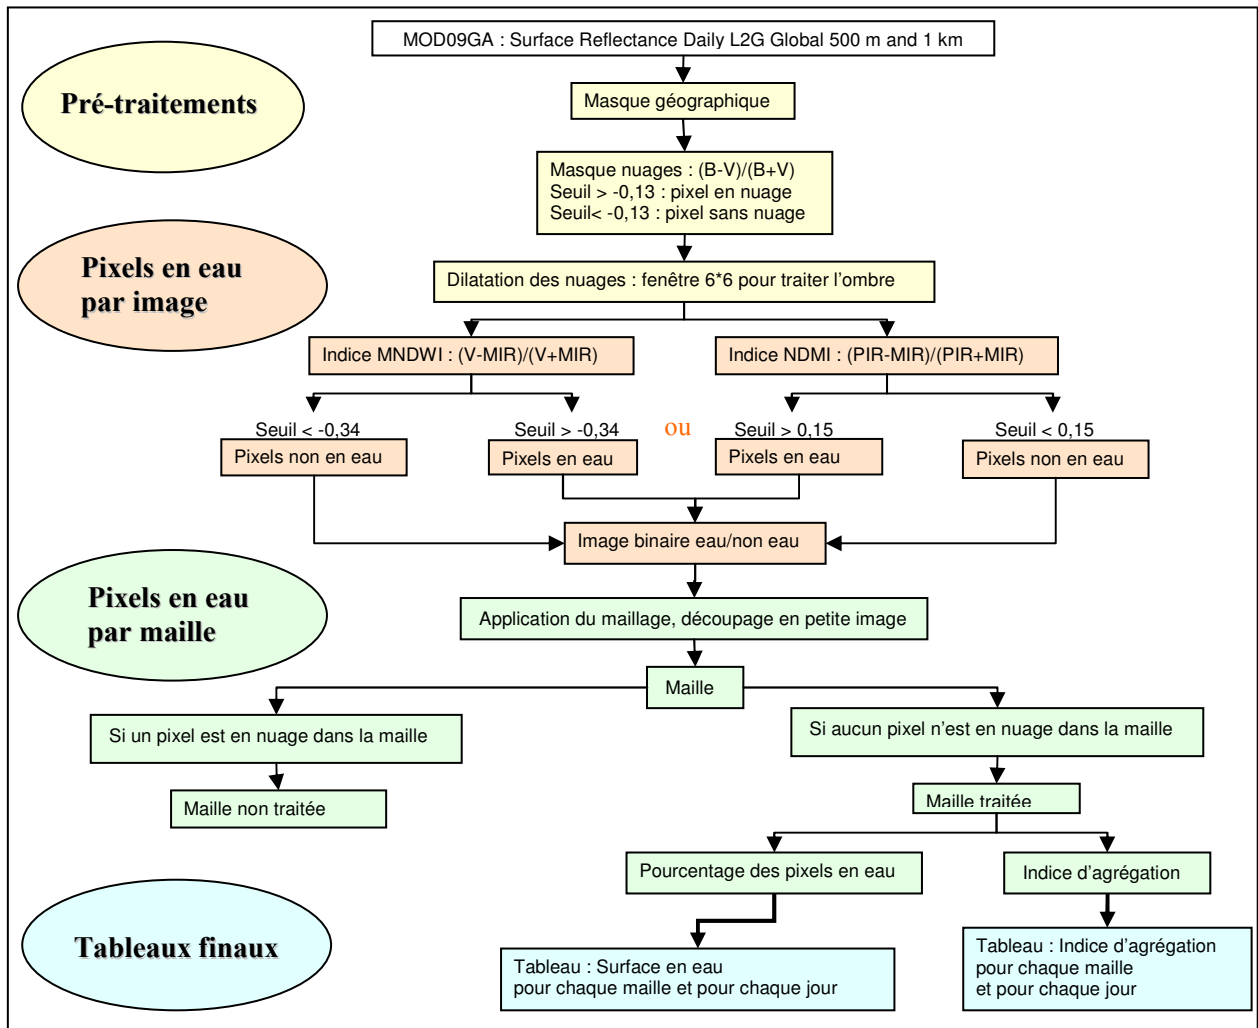 MOD09GA : Surface Reflectance Daily L2G Global 500 m and 1 km
Pré-traitements
Masque géographique
Masque nuages : (B-V)/(B+V)
Seuil > -0,13 : pixel en nuage
Seuil< -0,13 : pixel sans nuage
Pixels en eau
par image
Dilatation des nuages : fenêtre 6*6 pour traiter l'ombre
Indice MNDWI : (V-MIR)/(V+MIR)
Indice NDMI : (PIR-MIR)/(PIR+MIR)
Seuil < -0,34
Pixels non en eau
Seuil > -0,34
Pixels en eau
ou
Seuil > 0,15
Pixels en eau
Seuil < 0,15
Pixels non en eau
Image binaire eau/non eau
Pixels en eau
par maille
Application du maillage, découpage en petite image
Maille
Si un pixel est en nuage dans la maille
Si aucun pixel n'est en nuage dans la maille
Maille non traitée
Maille traitée
Pourcentage des pixels en eau
Indice d'agrégation
Tableaux finaux
Tableau : Surface en eau
pour chaque maille et pour chaque jour
Tableau : Indice d'agrégation
pour chaque maille
et pour chaque jour